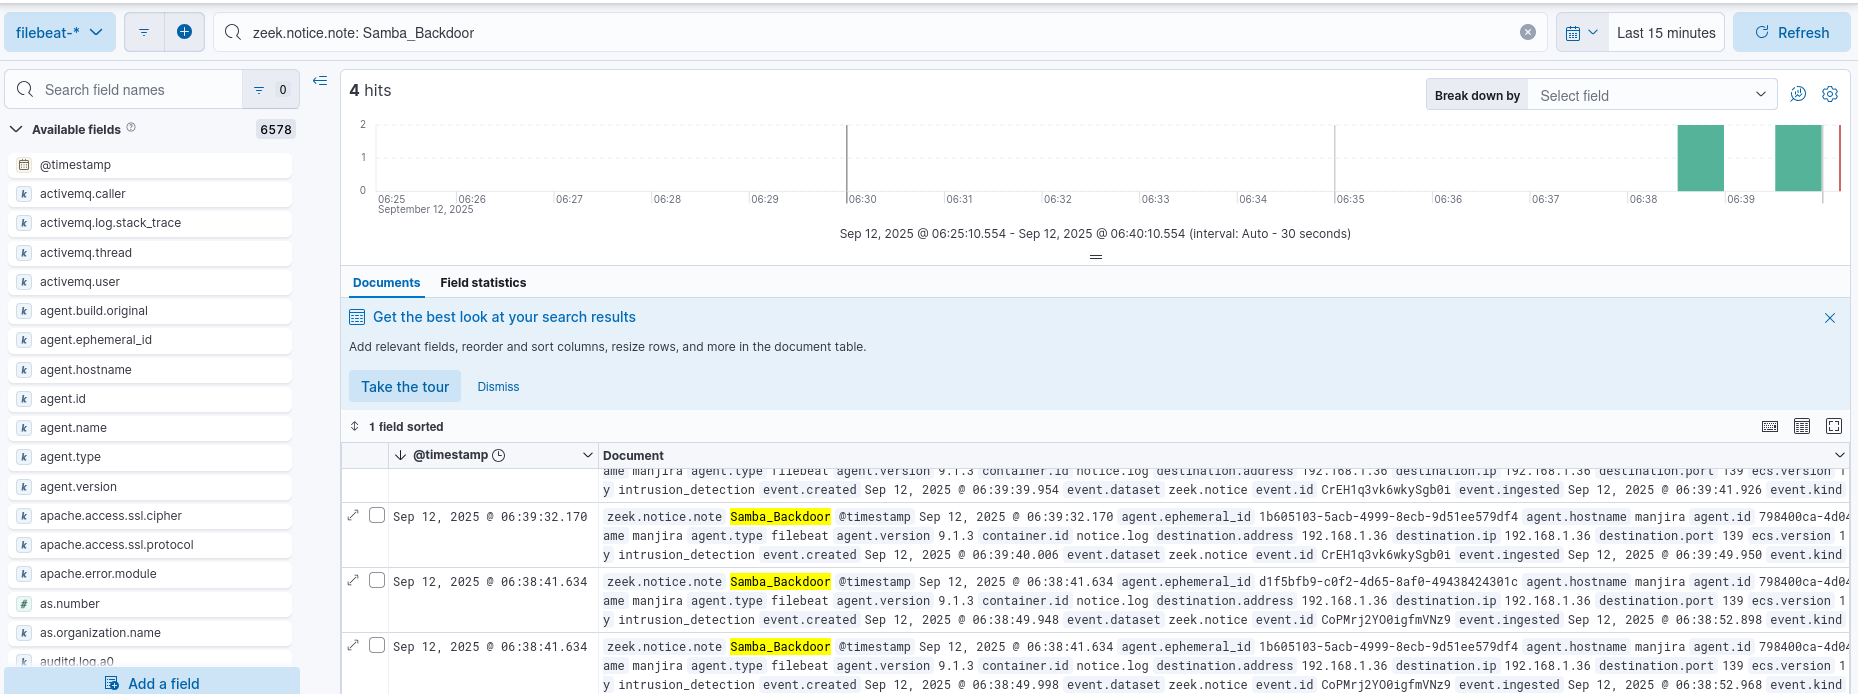 filebeat-*
zeek.notice.note: Samba_Backdoor
Last 15 minutes
Refresh
Search field names
0
Available fields
6578
@timestamp
activemq.caller
activemq.log.stack_trace
activemq.thread
activemq.user
agent.build.original
agent.ephemeral_id
agent.hostname
agent.id
agent.name
agent.type
agent.version
apache.access.ssl.cipher
apache.access.ssl.protocol
apache.error.module
as.number
as.organization.name
auditd.log.a0
Add a field
4 hits
Break down by
Select field
2
1
0
06:25 06:26 06:27 06:28 06:29 06:30 06:31 06:32 06:33 06:34 06:35 06:36 06:37 06:38 06:39
September 12, 2025
Sep 12, 2025 @ 06:25:10.554 - Sep 12, 2025 @ 06:40:10.554 (interval: Auto - 30 seconds)
Documents Field statistics
Get the best look at your search results
Add relevant fields, reorder and sort columns, resize rows, and more in the document table.
Take the tour Dismiss
1 field sorted
@timestamp Document
ame manjira agent.type filebeat agent.version 9.1.3 container.id notice.log destination.address 192.168.1.36 destination.ip 192.168.1.36 destination.port 139 ecs.version 1
y intrusion_detection event.created Sep 12, 2025 @ 06:39:39.954 event.dataset zeek.notice event.id CrEH1q3vk6wkySgb0i event.ingested Sep 12, 2025 @ 06:39:41.926 event.kind
Sep 12, 2025 @ 06:39:32.170 zeek.notice.note Samba_Backdoor @timestamp Sep 12, 2025 @ 06:39:32.170 agent.ephemeral_id 1b605103-5acb-4999-8ecb-9d51ee579df4 agent.hostname manjira agent.id 798400ca-4d04
ame manjira agent.type filebeat agent.version 9.1.3 container.id notice.log destination.address 192.168.1.36 destination.ip 192.168.1.36 destination.port 139 ecs.version 1
y intrusion_detection event.created Sep 12, 2025 @ 06:39:40.006 event.dataset zeek.notice event.id CrEH1q3vk6wkySgb0i event.ingested Sep 12, 2025 @ 06:39:49.950 event.kind
Sep 12, 2025 @ 06:38:41.634 zeek.notice.note Samba_Backdoor @timestamp Sep 12, 2025 @ 06:38:41.634 agent.ephemeral_id d1f5bfb9-c0f2-4d65-8af0-49438424301c agent.hostname manjira agent.id 798400ca-4d04
ame manjira agent.type filebeat agent.version 9.1.3 container.id notice.log destination.address 192.168.1.36 destination.ip 192.168.1.36 destination.port 139 ecs.version 1
y intrusion_detection event.created Sep 12, 2025 @ 06:38:49.948 event.dataset zeek.notice event.id CoPMrj2YO0igfmVNz9 event.ingested Sep 12, 2025 @ 06:38:52.898 event.kind
Sep 12, 2025 @ 06:38:41.634 zeek.notice.note Samba_Backdoor @timestamp Sep 12, 2025 @ 06:38:41.634 agent.ephemeral_id 1b605103-5acb-4999-8ecb-9d51ee579df4 agent.hostname manjira agent.id 798400ca-4d04
ame manjira agent.type filebeat agent.version 9.1.3 container.id notice.log destination.address 192.168.1.36 destination.ip 192.168.1.36 destination.port 139 ecs.version 1
y intrusion_detection event.created Sep 12, 2025 @ 06:38:49.998 event.dataset zeek.notice event.id CoPMrj2YO0igfmVNz9 event.ingested Sep 12, 2025 @ 06:38:52.968 event.kind